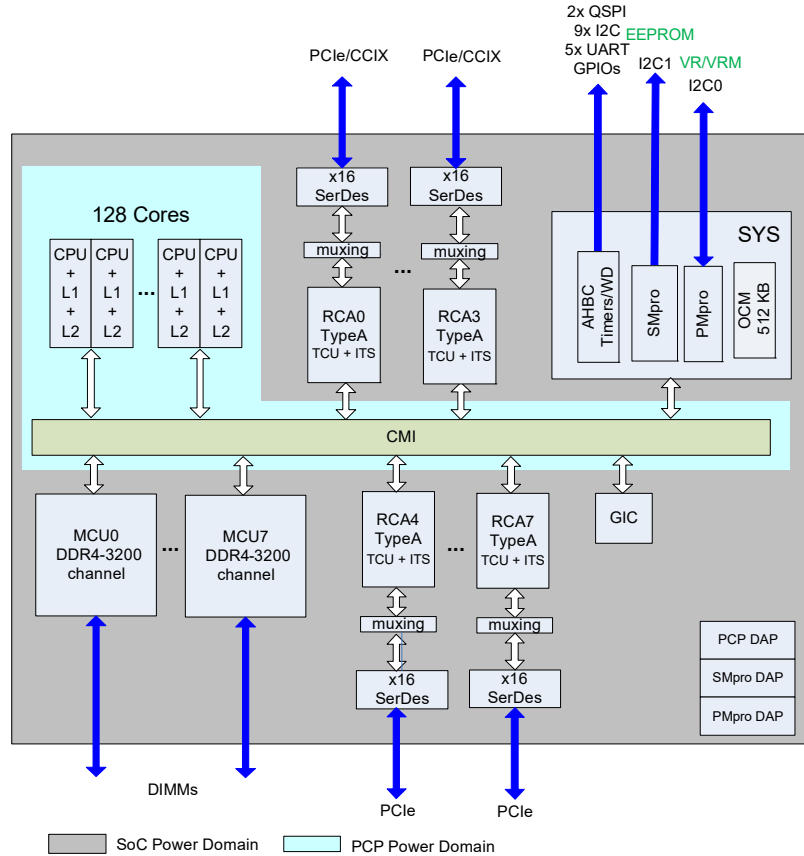 2x QSPI
9x I2C
5x UART
GPIOs
EEPROM
I2C1
VR/VRM
I2C0
PCIe/CCIX
PCIe/CCIX
x16
SerDes
x16
SerDes
128 Cores
SYS
muxing
...
muxing
CPU
+
L1
+
L2
CPU
+
L1
+
L2
...
CPU
+
L1
+
L2
CPU
+
L1
+
L2
RCA0
TypeA
TCU + ITS
RCA3
TypeA
TCU + ITS
AHBC
Timers/WD
SMpro
PMpro
OCM
512 KB
CMI
MCU0
DDR4-3200
channel
...
MCU7
DDR4-3200
channel
RCA4
TypeA
TCU + ITS
...
RCA7
TypeA
TCU + ITS
GIC
muxing
muxing
x16
SerDes
x16
SerDes
PCP DAP
SMpro DAP
PMpro DAP
DIMMs
PCIe
PCIe
SoC Power Domain
PCP Power Domain